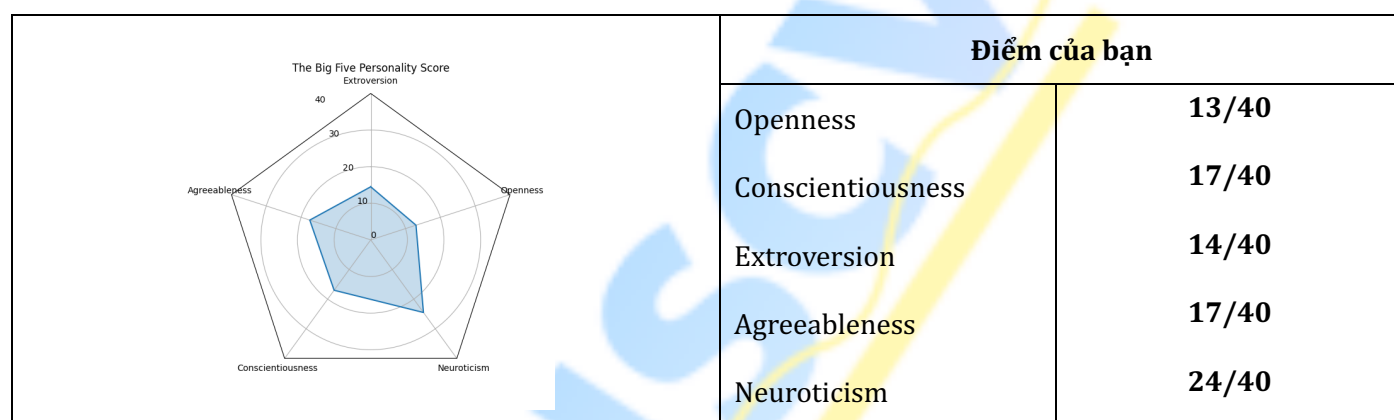 The Big Five Personality Score
Extroversion
40
30
20
10
0
Agreeableness
Openness
Conscientiousness
Neuroticism
Điểm của bạn
Openness 13/40
Conscientiousness 17/40
Extroversion 14/40
Agreeableness 17/40
Neuroticism 24/40